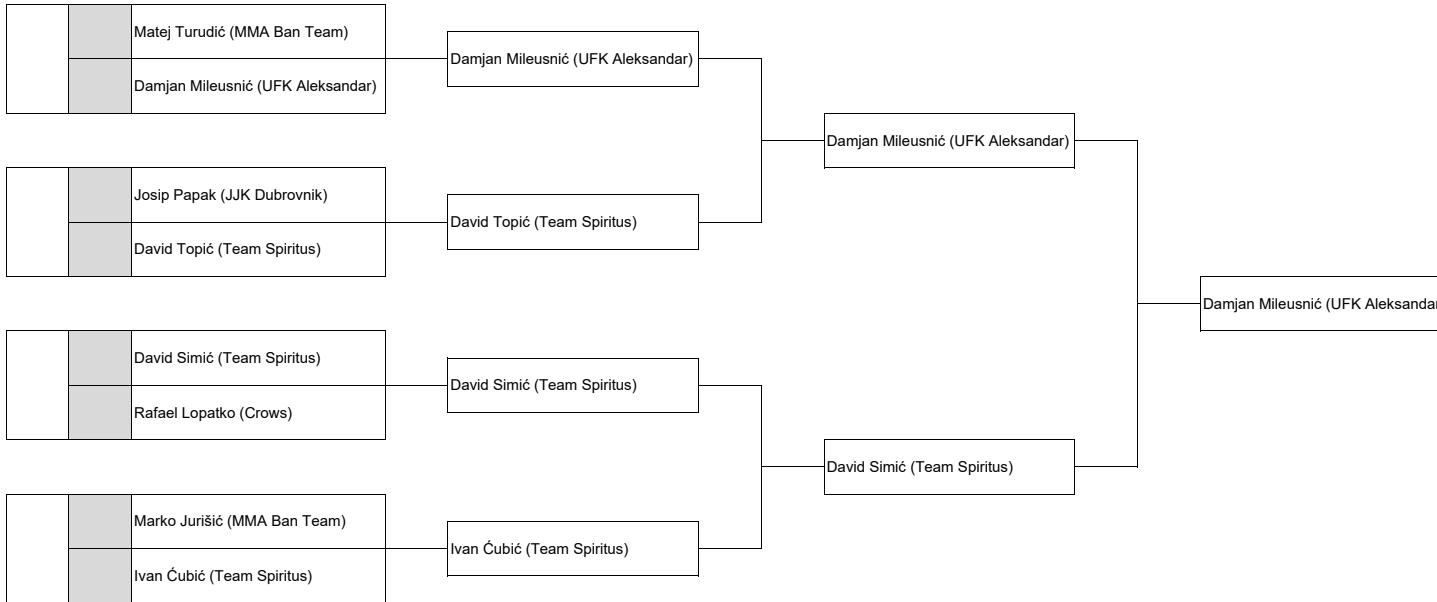 Matej Turudić (MMA Ban Team)
Damjan Mileusnić (UFK Aleksandar)
Damjan Mileusnić (UFK Aleksandar)
Damjan Mileusnić (UFK Aleksandar)
Josip Papak (JJK Dubrovnik)
David Topić (Team Spiritus)
David Topić (Team Spiritus)
Damjan Mileusnić (UFK Aleksandar
David Simić (Team Spiritus)
David Simić (Team Spiritus)
Rafael Lopatko (Crows)
David Simić (Team Spiritus)
Marko Jurišić (MMA Ban Team)
Ivan Ćubić (Team Spiritus)
Ivan Ćubić (Team Spiritus)